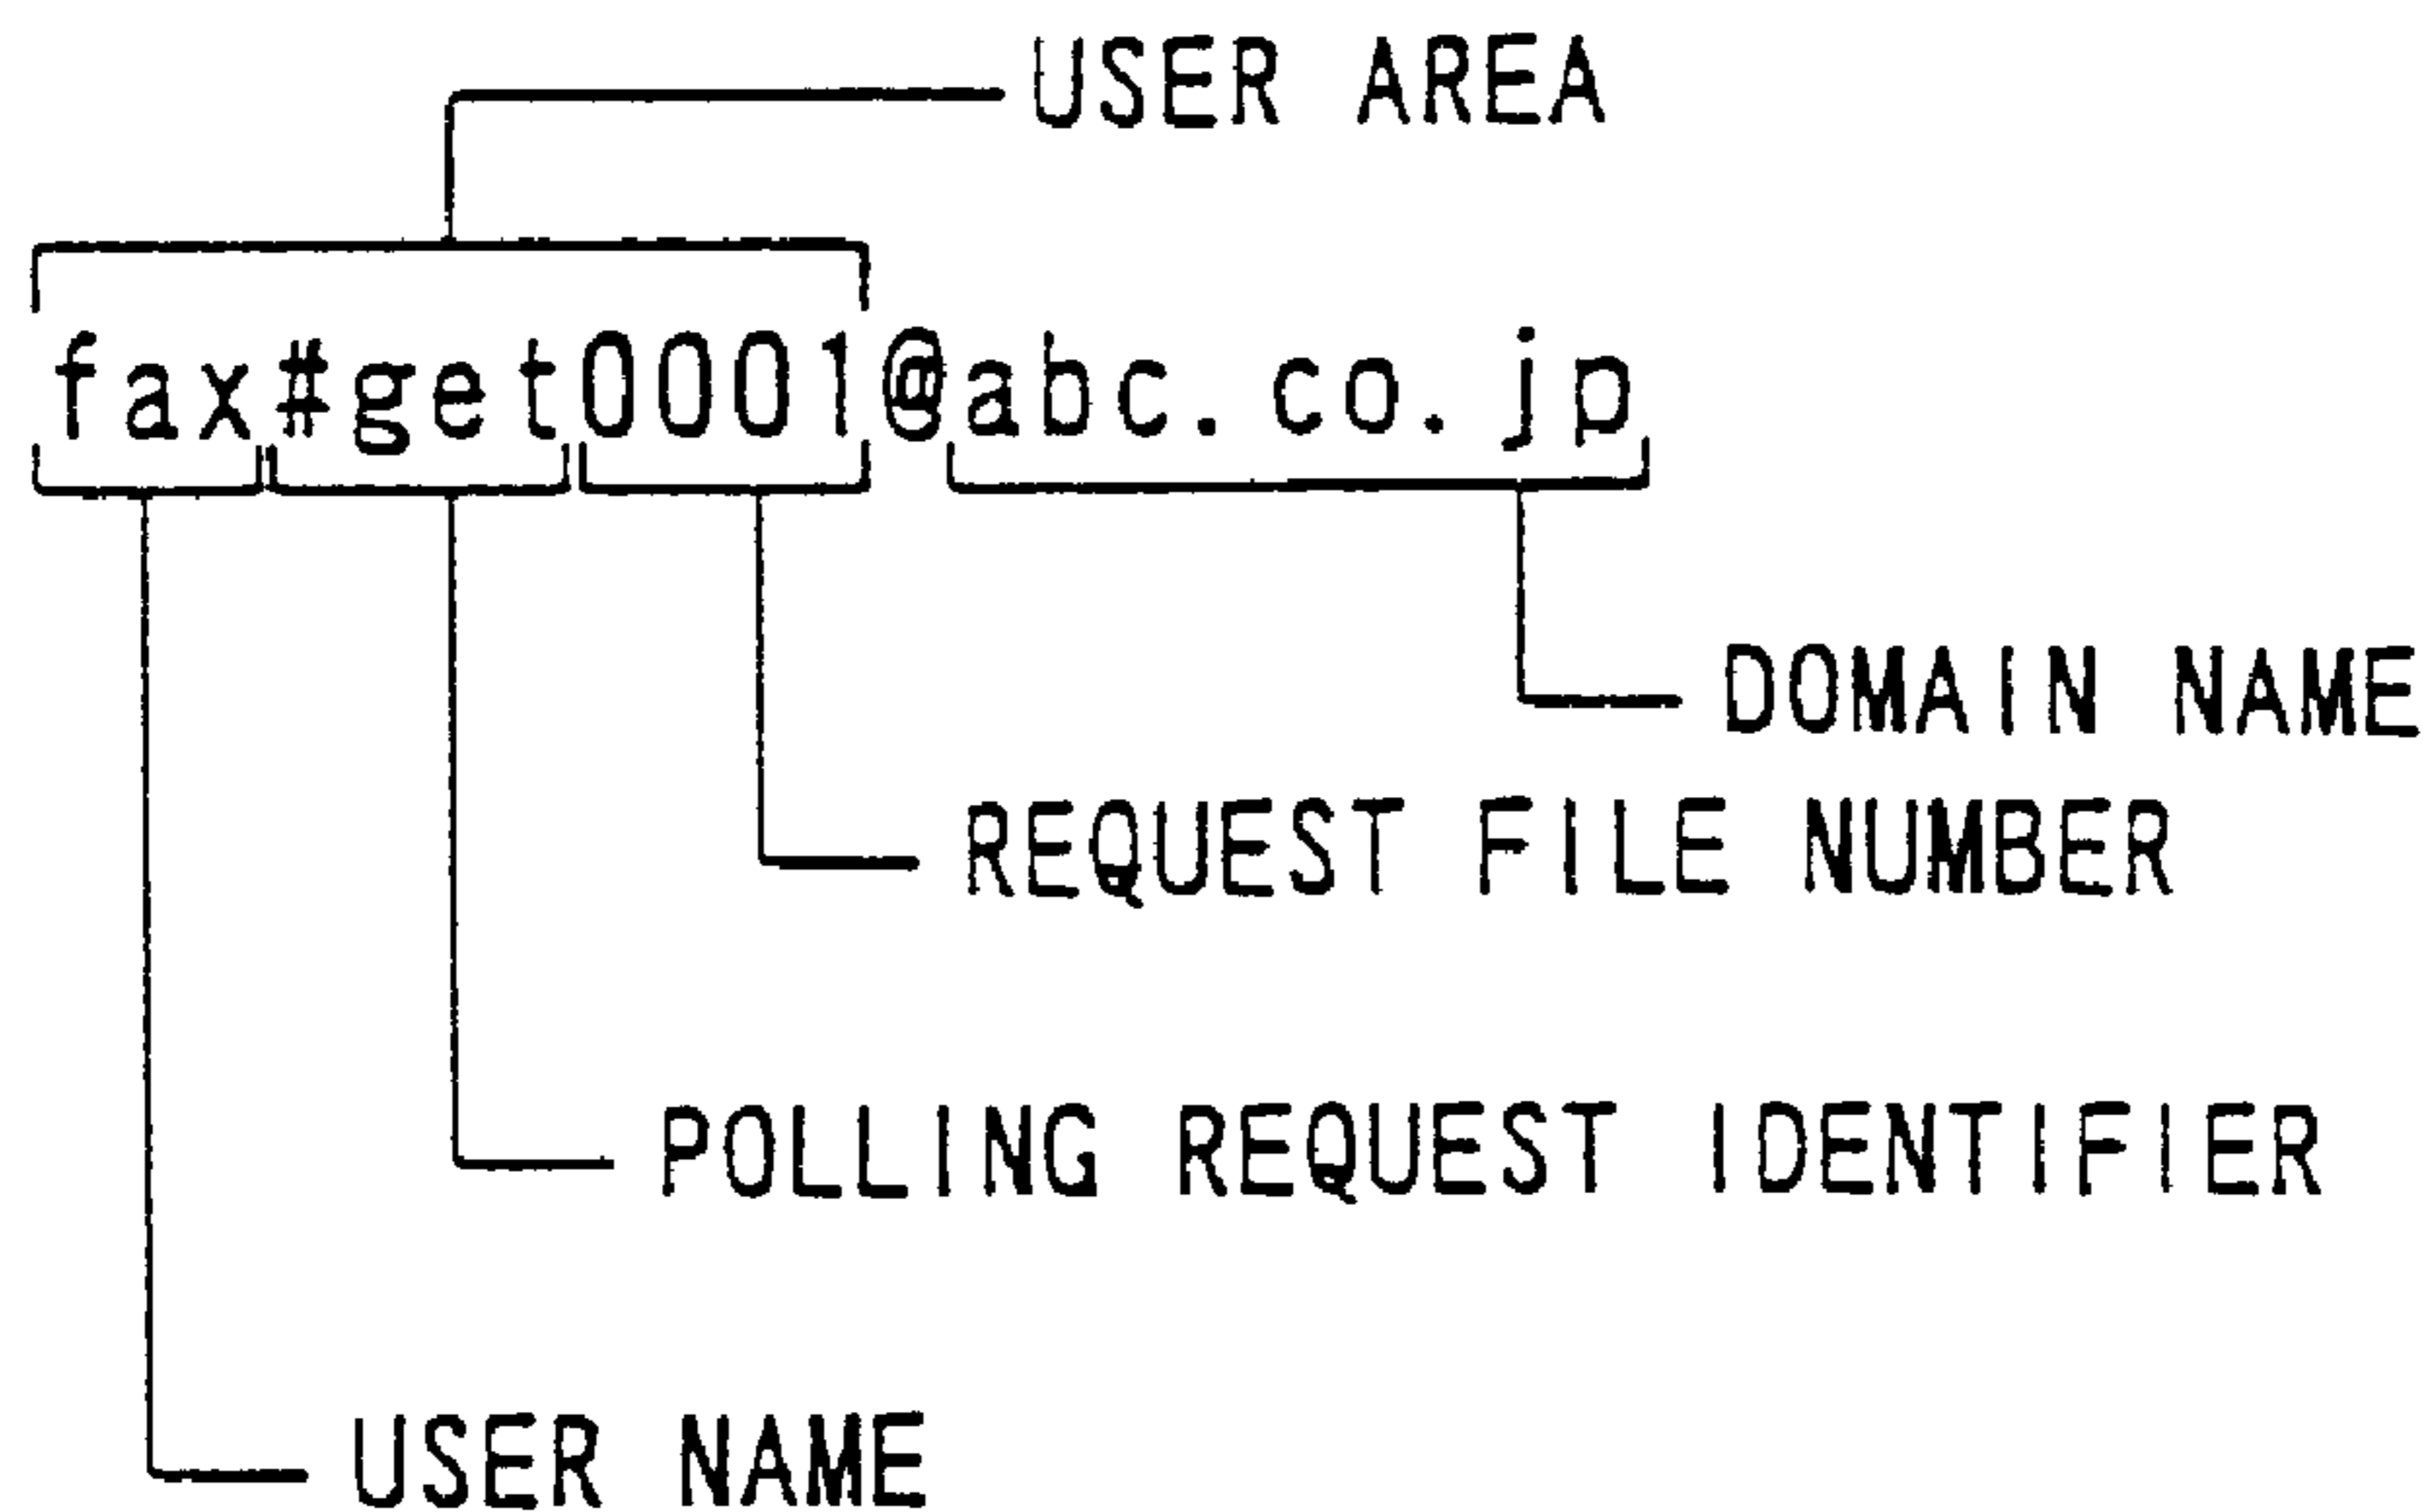 USER AREA
fax#get0001@abc.co.jp
DOMAIN NAME
REQUEST FILE NUMBER
POLLING REQUEST IDENTIFIER
USER NAME